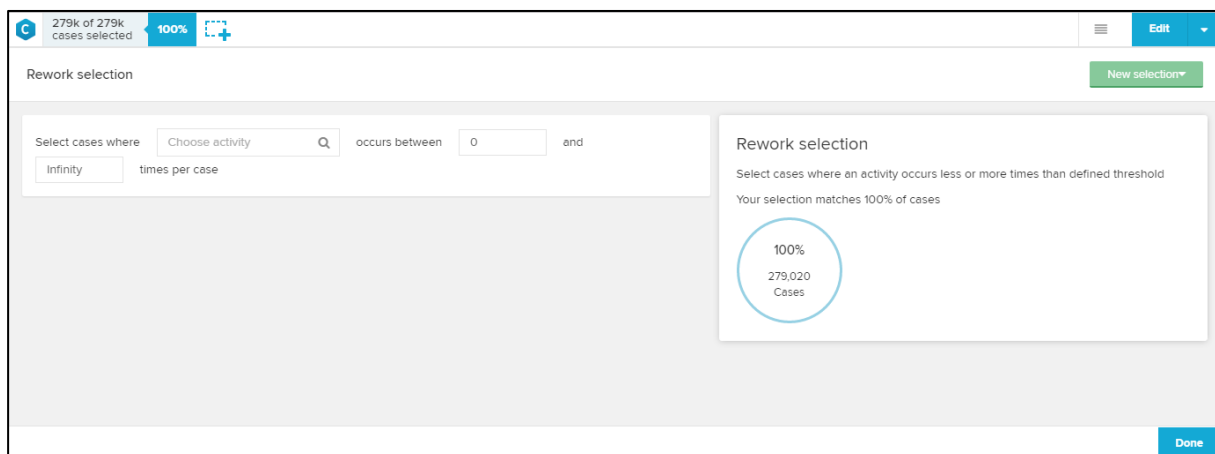 C
279k of 279k
cases selected
100%
Edit
Rework selection
New selection
Select cases where Choose activity occurs between 0 and
Infinity times per case
Rework selection
Select cases where an activity occurs less or more times than defined threshold
Your selection matches 100% of cases
100%
279,020
Cases
Done